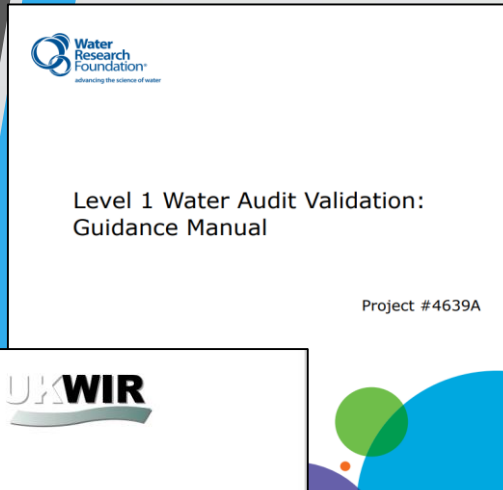 Water
Research
Foundation®
advancing the science of water
Level 1 Water Audit Validation:
Guidance Manual
Project #4639A
UKWIR